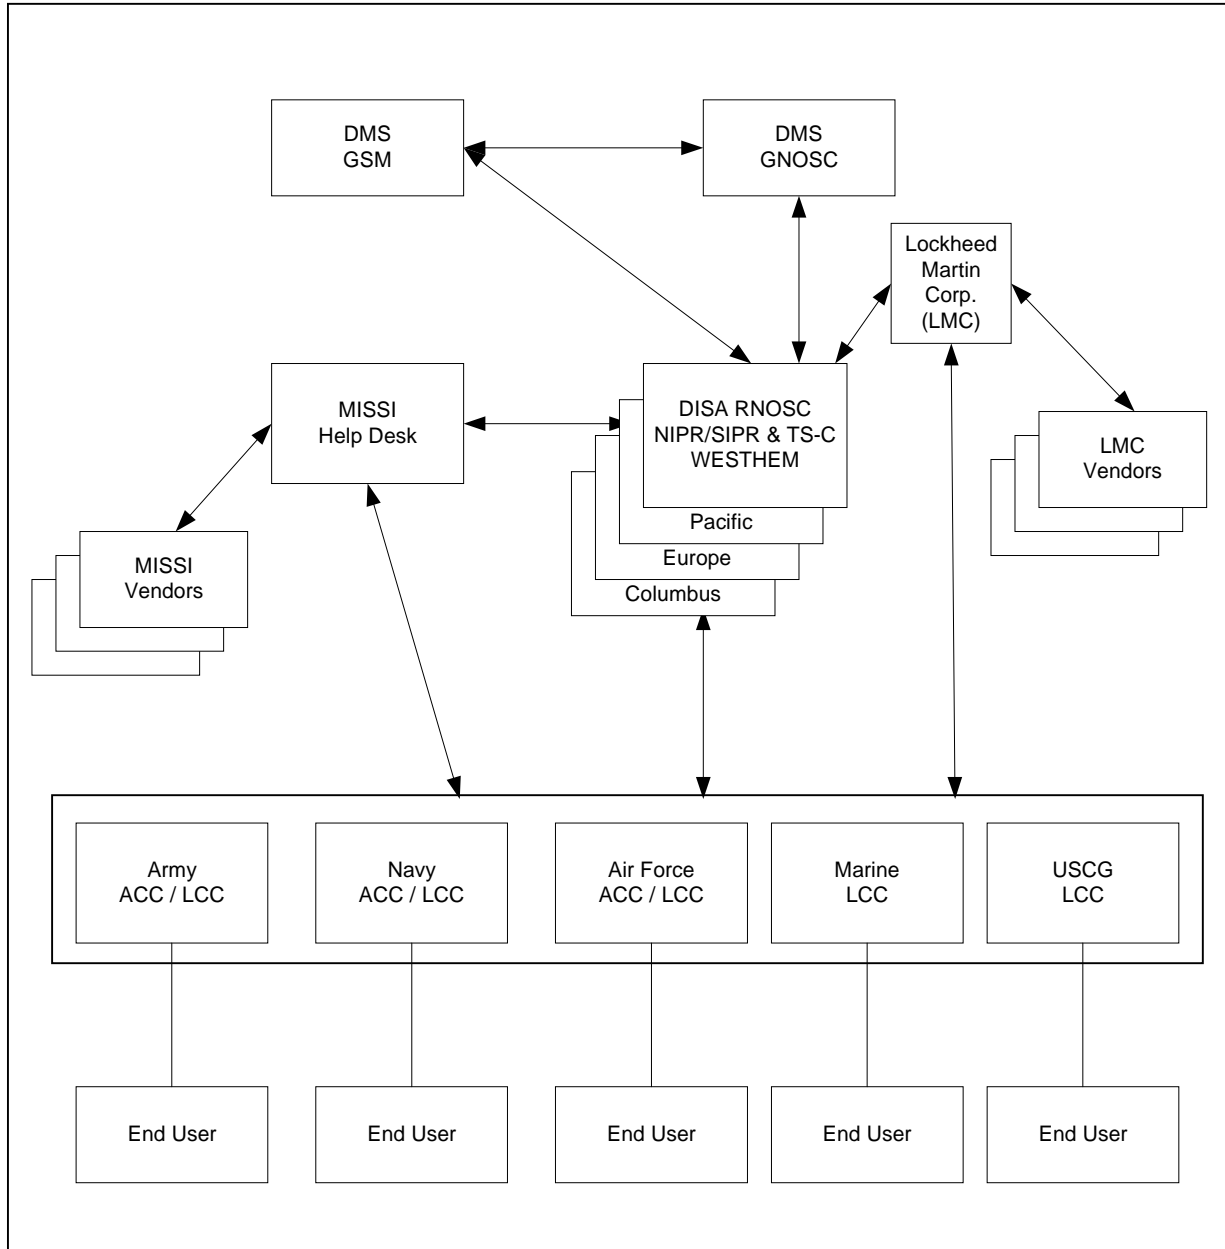 DMS
GSM
DMS
GNOSC
Lockheed
Martin
Corp.
(LMC)
MISSI
Help Desk
DISA RNOSC
NIPR/SIPR & TS-C
WESTHEM
Pacific
Europe
Columbus
LMC
Vendors
MISSI
Vendors
Army
ACC / LCC
Navy
ACC / LCC
Air Force
ACC / LCC
Marine
LCC
USCG
LCC
End User
End User
End User
End User
End User